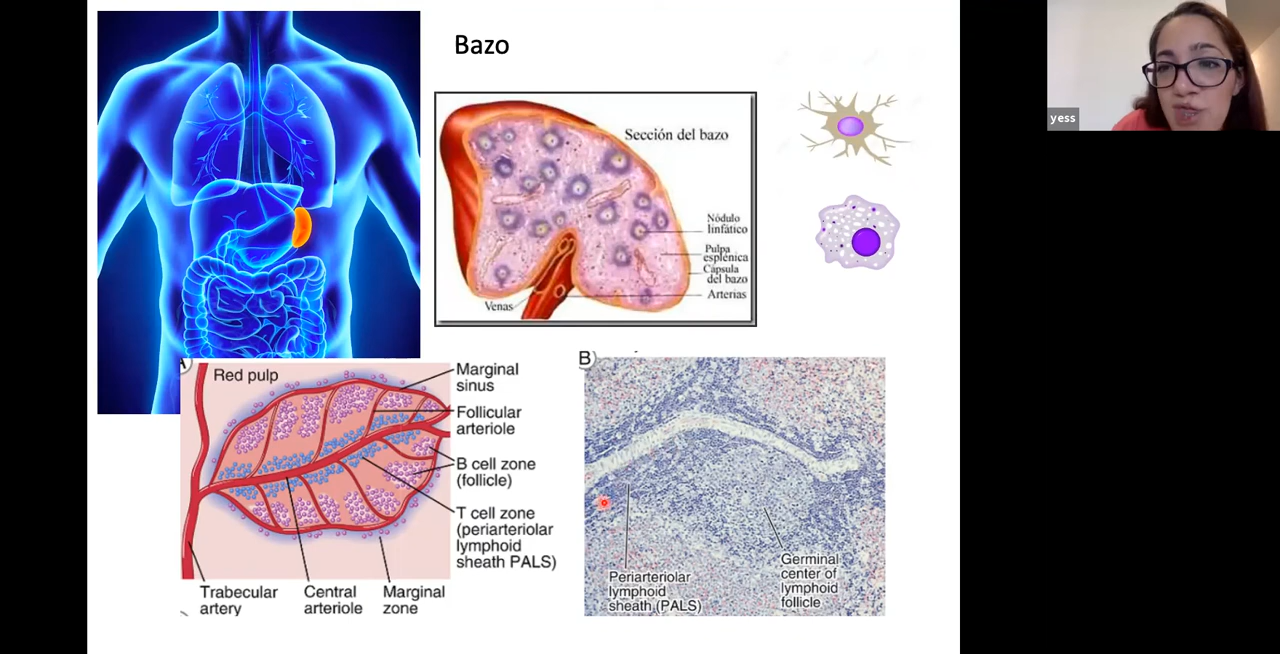 Bazo
yess
Sección del bazo
Nódulo
linfático
Pulpa
esplénica
Cápsula
del bazo
Arterias
Venas
Red pulp
Marginal
sinus
Follicular
arteriole
B cell zone
(follicle)
T cell zone
(periarteriolar
lymphoid
sheath PALS)
Trabecular
artery
Central
arteriole
Marginal
zone
B
Periarteriolar
lymphoid
sheath (PALS)
Germinal
center of
lymphoid
follicle